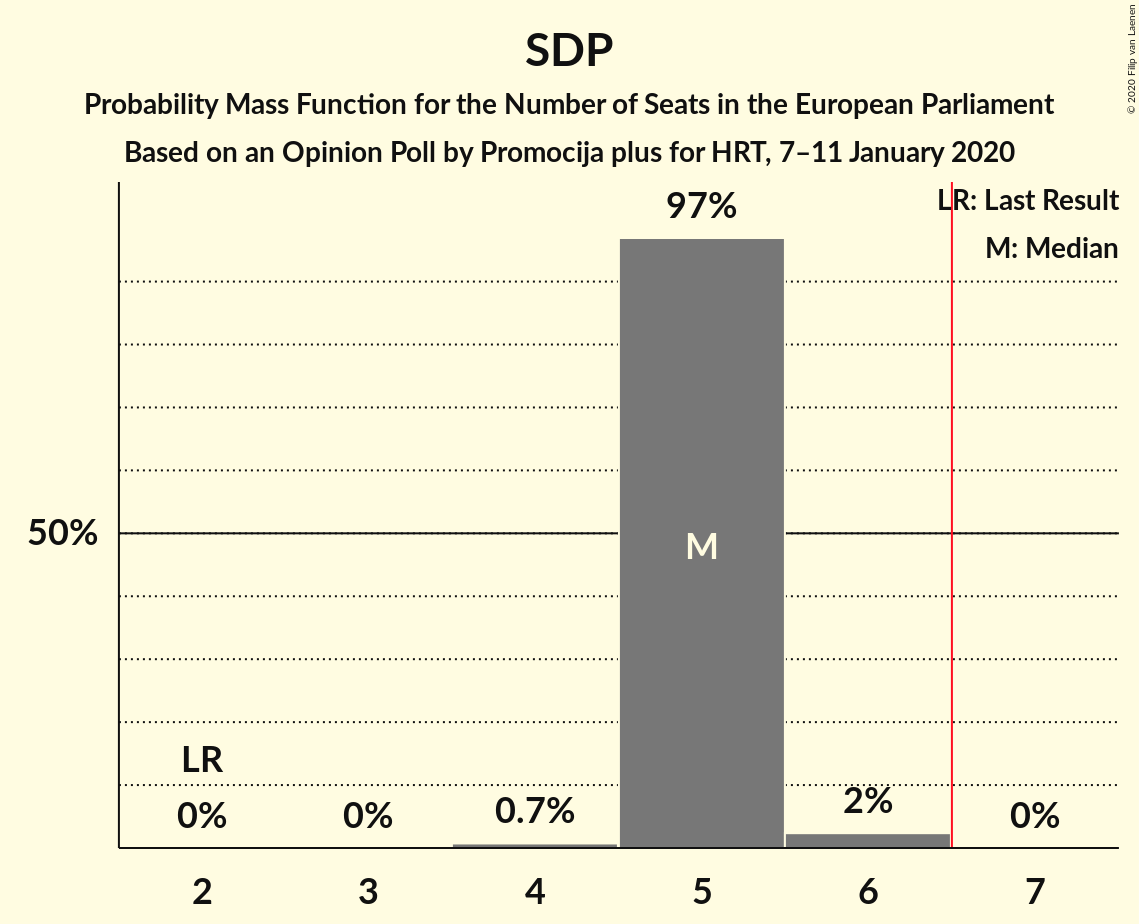 SDP
Probability Mass Function for the Number of Seats in the European Parliament
Based on an Opinion Poll by Promocija plus for HRT, 7–11 January 2020
© 2020 Filip van Laenen
LR: Last Result
M: Median
97%
50%
M
LR
0%
0%
0.7%
2%
0%
2
3
4
5
6
7